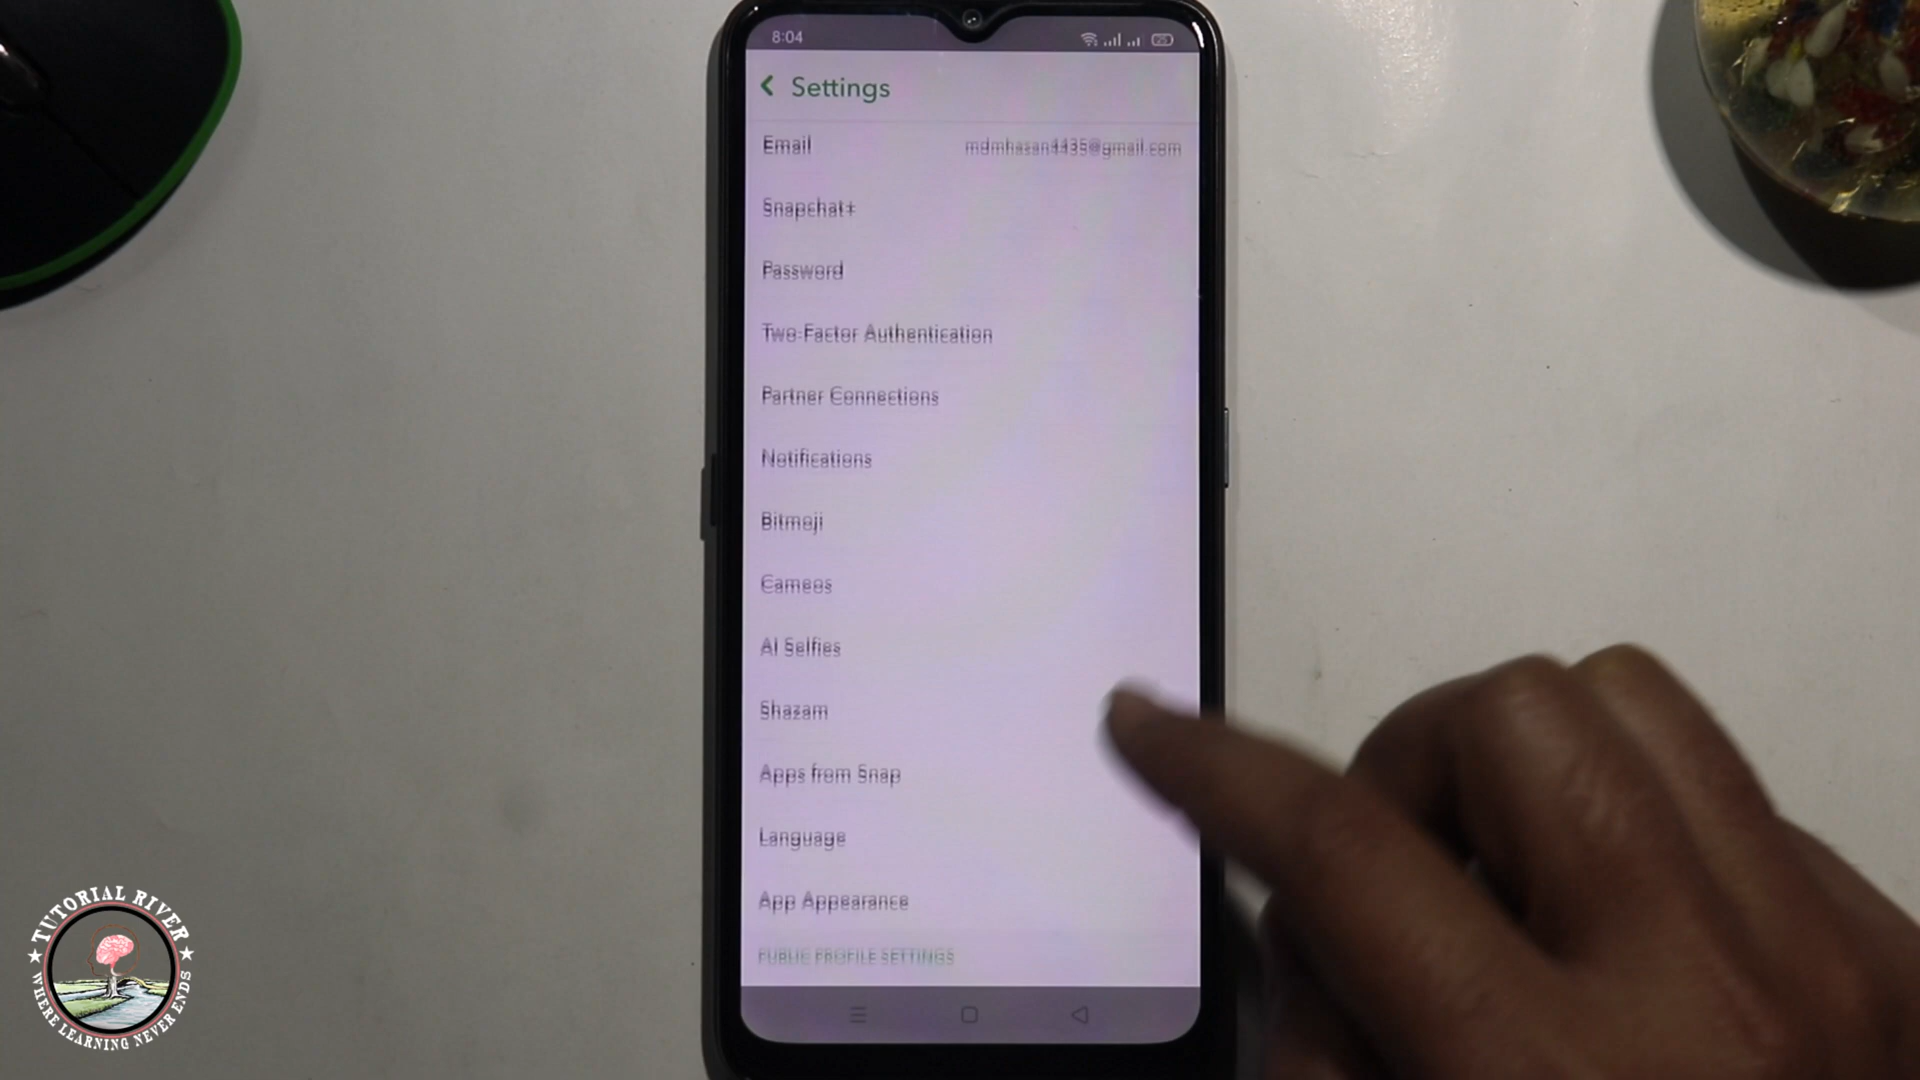 8:04
Settings
Email mdmhasan4435@gmail.com
Snapchat+
Password
Two-Factor Authentication
Partner Connections
Notifications
Bitmoji
Cameos
AI Selfies
Shazam
Apps from Snap
Language
App Appearance
PUBLIC PROFILE SETTINGS
TUTORIAL RIVER
WHERE LEARNING NEVER ENDS